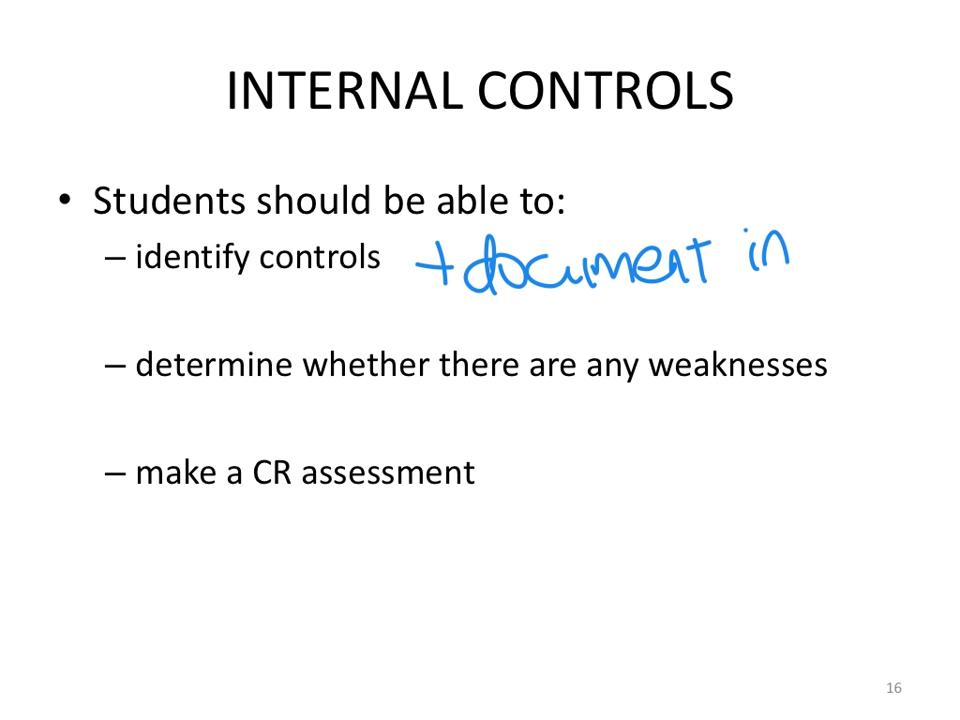 INTERNAL CONTROLS
• Students should be able to:
– identify controls + document in
– determine whether there are any weaknesses
– make a CR assessment
16